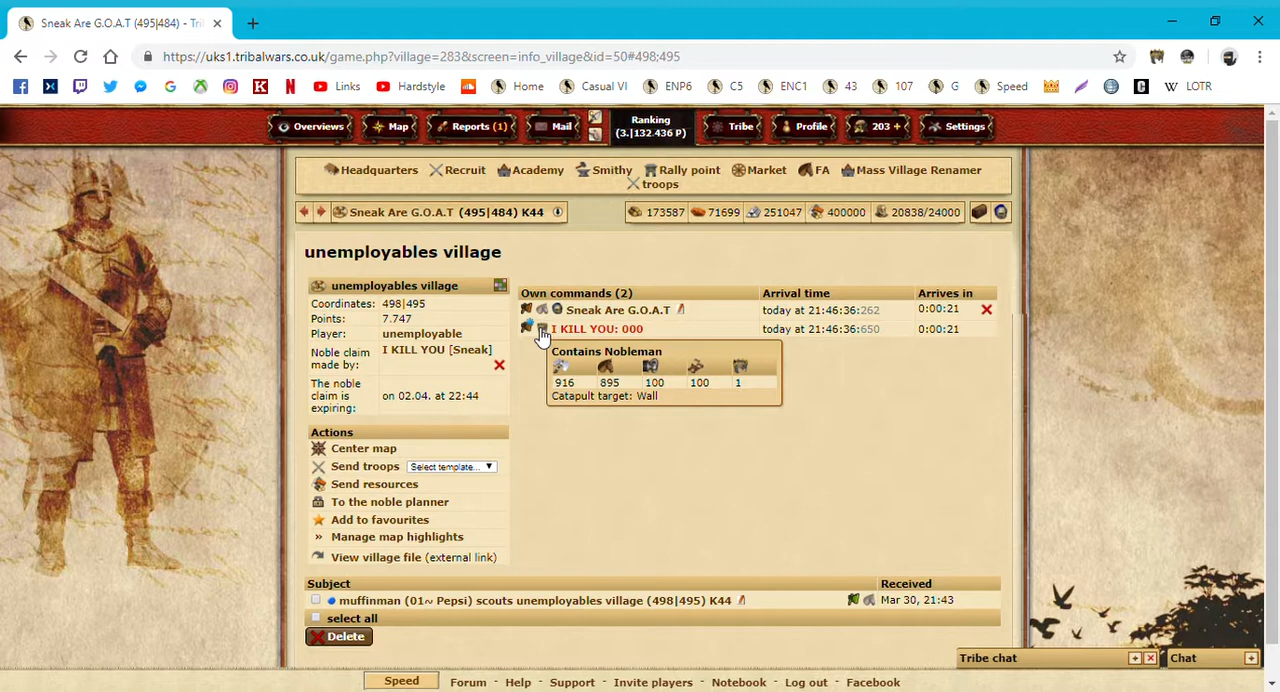 Sneak Are G.O.A.T (495|484) - Tri
https://uks1.tribalwars.co.uk/game.php?village=283&screen=info_village&id=50#498;495
Links Hardstyle Home Casual VI ENP6 C5 ENC1 43 107 G Speed LOTR
Overviews Map Reports (1) Mail Ranking (3.|132.436 P) Tribe Profile 203 Settings
Headquarters Recruit Academy Smithy Rally point Market FA Mass Village Renamer
troops
Sneak Are G.O.A.T (495|484) K44 173587 71699 251047 400000 20838/24000
unemployables village
unemployables village
Coordinates: 498|495
Points: 7.747
Player: unemployable
Noble claim made by: I KILL YOU [Sneak]
The noble claim is expiring: on 02.04. at 22:44
Own commands (2) Arrival time Arrives in
Sneak Are G.O.A.T today at 21:46:36:262 0:00:21
I KILL YOU: 000 today at 21:46:36:650 0:00:21
Contains Nobleman
916 895 100 100 1
Catapult target: Wall
Actions
Center map
Send troops Select template...
Send resources
To the noble planner
Add to favourites
» Manage map highlights
View village file (external link)
Subject Received
muffinman (01~ Pepsi) scouts unemployables village (498|495) K44 Mar 30, 21:43
select all
Delete
Tribe chat Chat
Speed Forum - Help - Support - Invite players - Notebook - Log out - Facebook